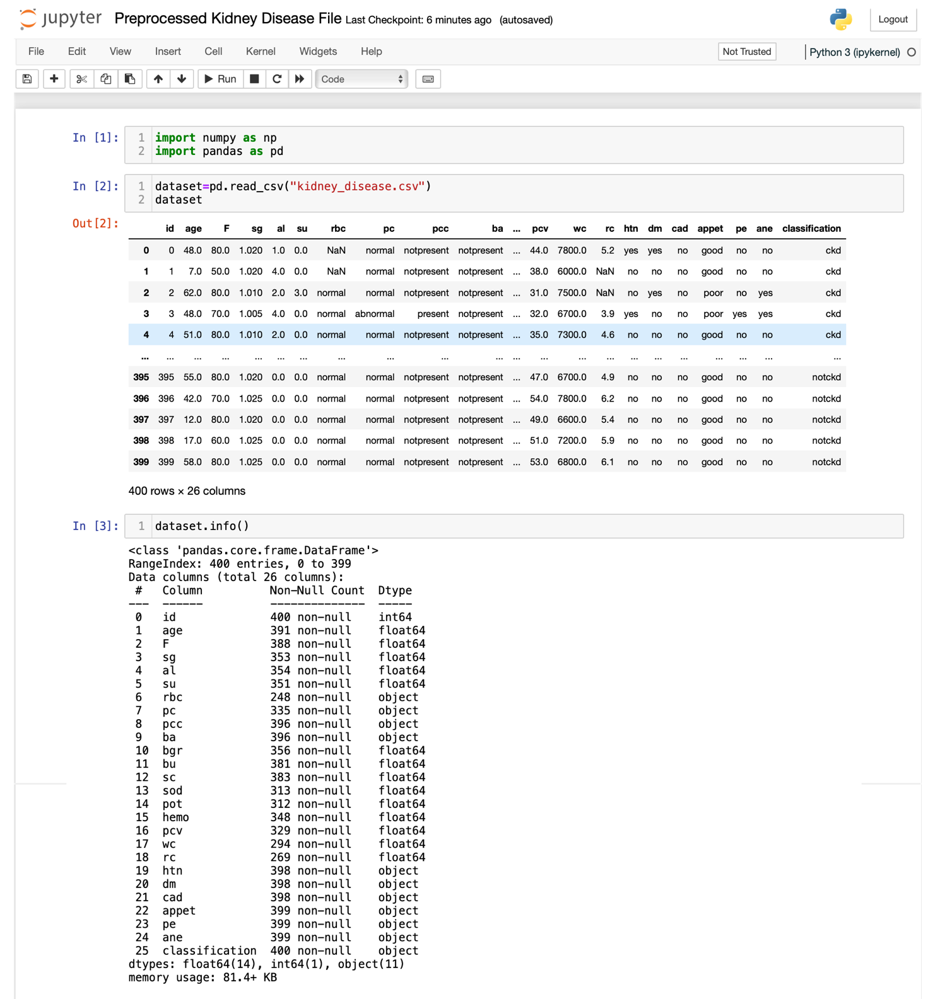 jupyter Preprocessed Kidney Disease File Last Checkpoint: 6 minutes ago (autosaved) Logout
File Edit View Insert Cell Kernel Widgets Help Not Trusted Python 3 (ipykernel)
Run Code
In [1]: 1 import numpy as np
2 import pandas as pd
In [2]: 1 dataset=pd.read_csv("kidney_disease.csv")
2 dataset
Out[2]:
id age F sg al su rbc pc pcc ba ... pcv wc rc htn dm cad appet pe ane classification
0 0 48.0 80.0 1.020 1.0 0.0 NaN normal notpresent notpresent ... 44.0 7800.0 5.2 yes yes no good no no ckd
1 1 7.0 50.0 1.020 4.0 0.0 NaN normal notpresent notpresent ... 38.0 6000.0 NaN no no no good no no ckd
2 2 62.0 80.0 1.010 2.0 3.0 normal normal notpresent notpresent ... 31.0 7500.0 NaN no yes no poor no yes ckd
3 3 48.0 70.0 1.005 4.0 0.0 normal abnormal present notpresent ... 32.0 6700.0 3.9 yes no no poor yes yes ckd
4 4 51.0 80.0 1.010 2.0 0.0 normal normal notpresent notpresent ... 35.0 7300.0 4.6 no no no good no no ckd
... ... ... ... ... ... ... ... ... ... ... ... ... ... ... ... ... ... ... ... ... ...
395 395 55.0 80.0 1.020 0.0 0.0 normal normal notpresent notpresent ... 47.0 6700.0 4.9 no no no good no no notckd
396 396 42.0 70.0 1.025 0.0 0.0 normal normal notpresent notpresent ... 54.0 7800.0 6.2 no no no good no no notckd
397 397 12.0 80.0 1.020 0.0 0.0 normal normal notpresent notpresent ... 49.0 6600.0 5.4 no no no good no no notckd
398 398 17.0 60.0 1.025 0.0 0.0 normal normal notpresent notpresent ... 51.0 7200.0 5.9 no no no good no no notckd
399 399 58.0 80.0 1.025 0.0 0.0 normal normal notpresent notpresent ... 53.0 6800.0 6.1 no no no good no no notckd
400 rows × 26 columns
In [3]: 1 dataset.info()
<class 'pandas.core.frame.DataFrame'>
RangeIndex: 400 entries, 0 to 399
Data columns (total 26 columns):
# Column Non-Null Count Dtype
--- ------ -------------- -----
0 id 400 non-null int64
1 age 391 non-null float64
2 F 388 non-null float64
3 sg 353 non-null float64
4 al 354 non-null float64
5 su 351 non-null float64
6 rbc 248 non-null object
7 pc 335 non-null object
8 pcc 396 non-null object
9 ba 396 non-null object
10 bgr 356 non-null float64
11 bu 381 non-null float64
12 sc 383 non-null float64
13 sod 313 non-null float64
14 pot 312 non-null float64
15 hemo 348 non-null float64
16 pcv 329 non-null float64
17 wc 294 non-null float64
18 rc 269 non-null float64
19 htn 398 non-null object
20 dm 398 non-null object
21 cad 398 non-null object
22 appet 399 non-null object
23 pe 399 non-null object
24 ane 399 non-null object
25 classification 400 non-null object
dtypes: float64(14), int64(1), object(11)
memory usage: 81.4+ KB